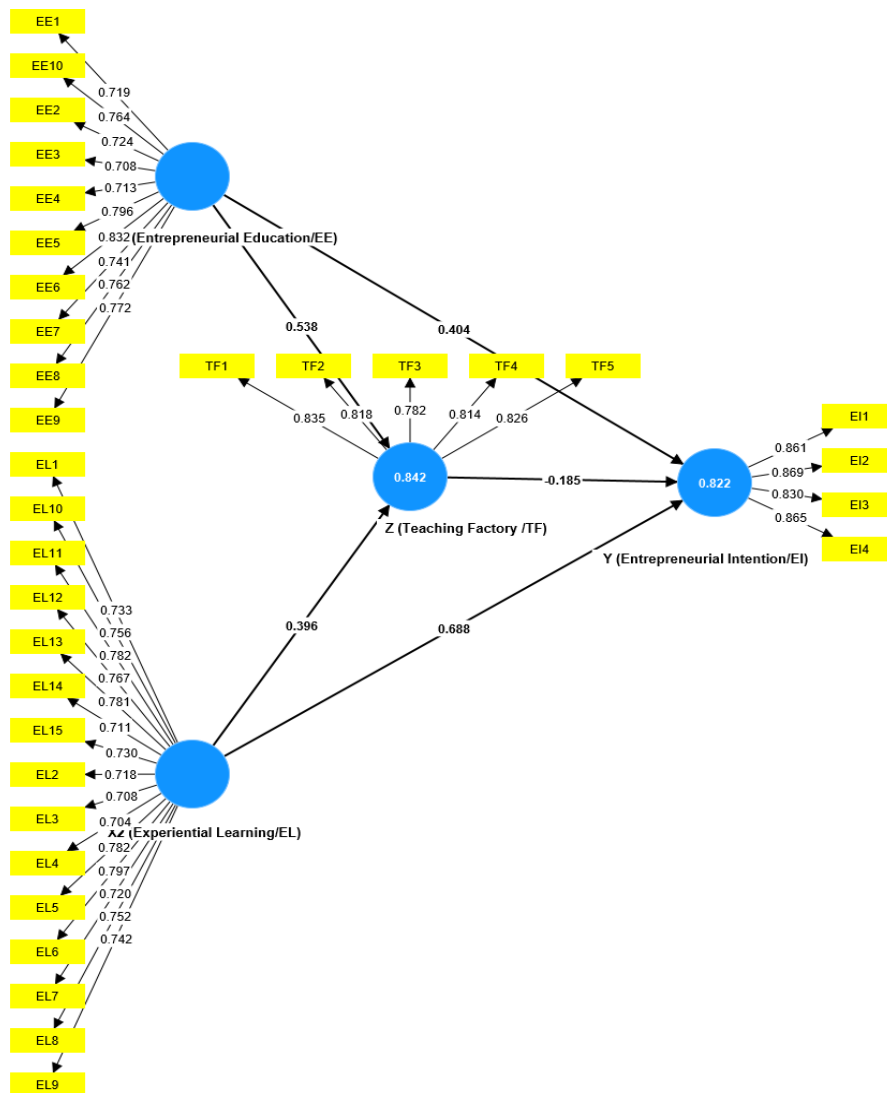 EE1
EE10
EE2
EE3
EE4
EE5
EE6
EE7
EE8
EE9
0.719
0.764
0.724
0.708
0.713
0.796
0.832
0.741
0.762
0.772
(Entrepreneurial Education/EE)
0.538
0.404
TF1
TF2
TF3
TF4
TF5
0.835
0.818
0.782
0.814
0.826
0.842
Z (Teaching Factory /TF)
-0.185
0.822
Y (Entrepreneurial Intention/EI)
EI1
EI2
EI3
EI4
0.861
0.869
0.830
0.865
0.396
0.688
EL1
EL10
EL11
EL12
EL13
EL14
EL15
EL2
EL3
EL4
EL5
EL6
EL7
EL8
EL9
0.733
0.756
0.782
0.767
0.781
0.711
0.730
0.718
0.708
0.704
0.782
0.797
0.720
0.752
0.742
(Experiential Learning/EL)